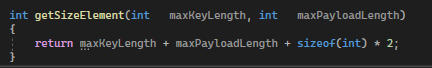 int getSizeElement(int   maxKeyLength, int   maxPayloadLength)
{
    return maxKeyLength + maxPayloadLength + sizeof(int) * 2;
}